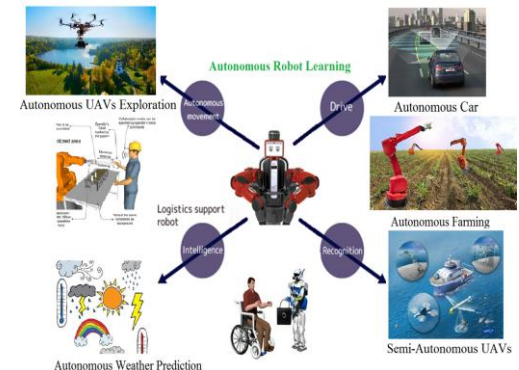 Autonomous Robot Learning
Autonomous UAVs Exploration
Autonomous
movement
Drive
Autonomous Car
Logistics support
robot
Autonomous Farming
Intelligence
Recognition
Autonomous Weather Prediction
Semi-Autonomous UAVs